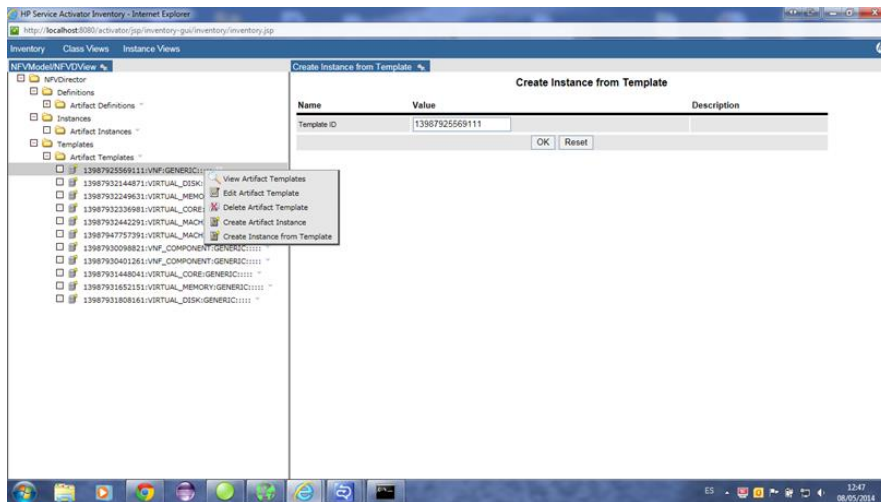 HP Service Activator Inventory - Internet Explorer
http://localhost:8080/activator/jsp/inventory-gui/inventory/inventory.jsp
Inventory Class Views Instance Views
NFVModel/NFVDView
NFVDirector
Definitions
Artifact Definitions
Instances
Artifact Instances
Templates
Artifact Templates
13987925569111:VNF:GENERIC:::::
13987932144871:VIRTUAL_DISK:
13987932249631:VIRTUAL_MEMO
13987932336981:VIRTUAL_CORE:
13987932442291:VIRTUAL_MACH
13987947757391:VIRTUAL_MACH
13987930098821:VNF_COMPONENT:GENERIC:::::
13987930401261:VNF_COMPONENT:GENERIC:::::
13987931448041:VIRTUAL_CORE:GENERIC:::::
13987931652151:VIRTUAL_MEMORY:GENERIC:::::
13987931808161:VIRTUAL_DISK:GENERIC:::::
View Artifact Templates
Edit Artifact Template
Delete Artifact Template
Create Artifact Instance
Create Instance from Template
Create Instance from Template
Create Instance from Template
Name Value Description
Template ID 13987925569111
OK Reset
ES 12:47
08/05/2014